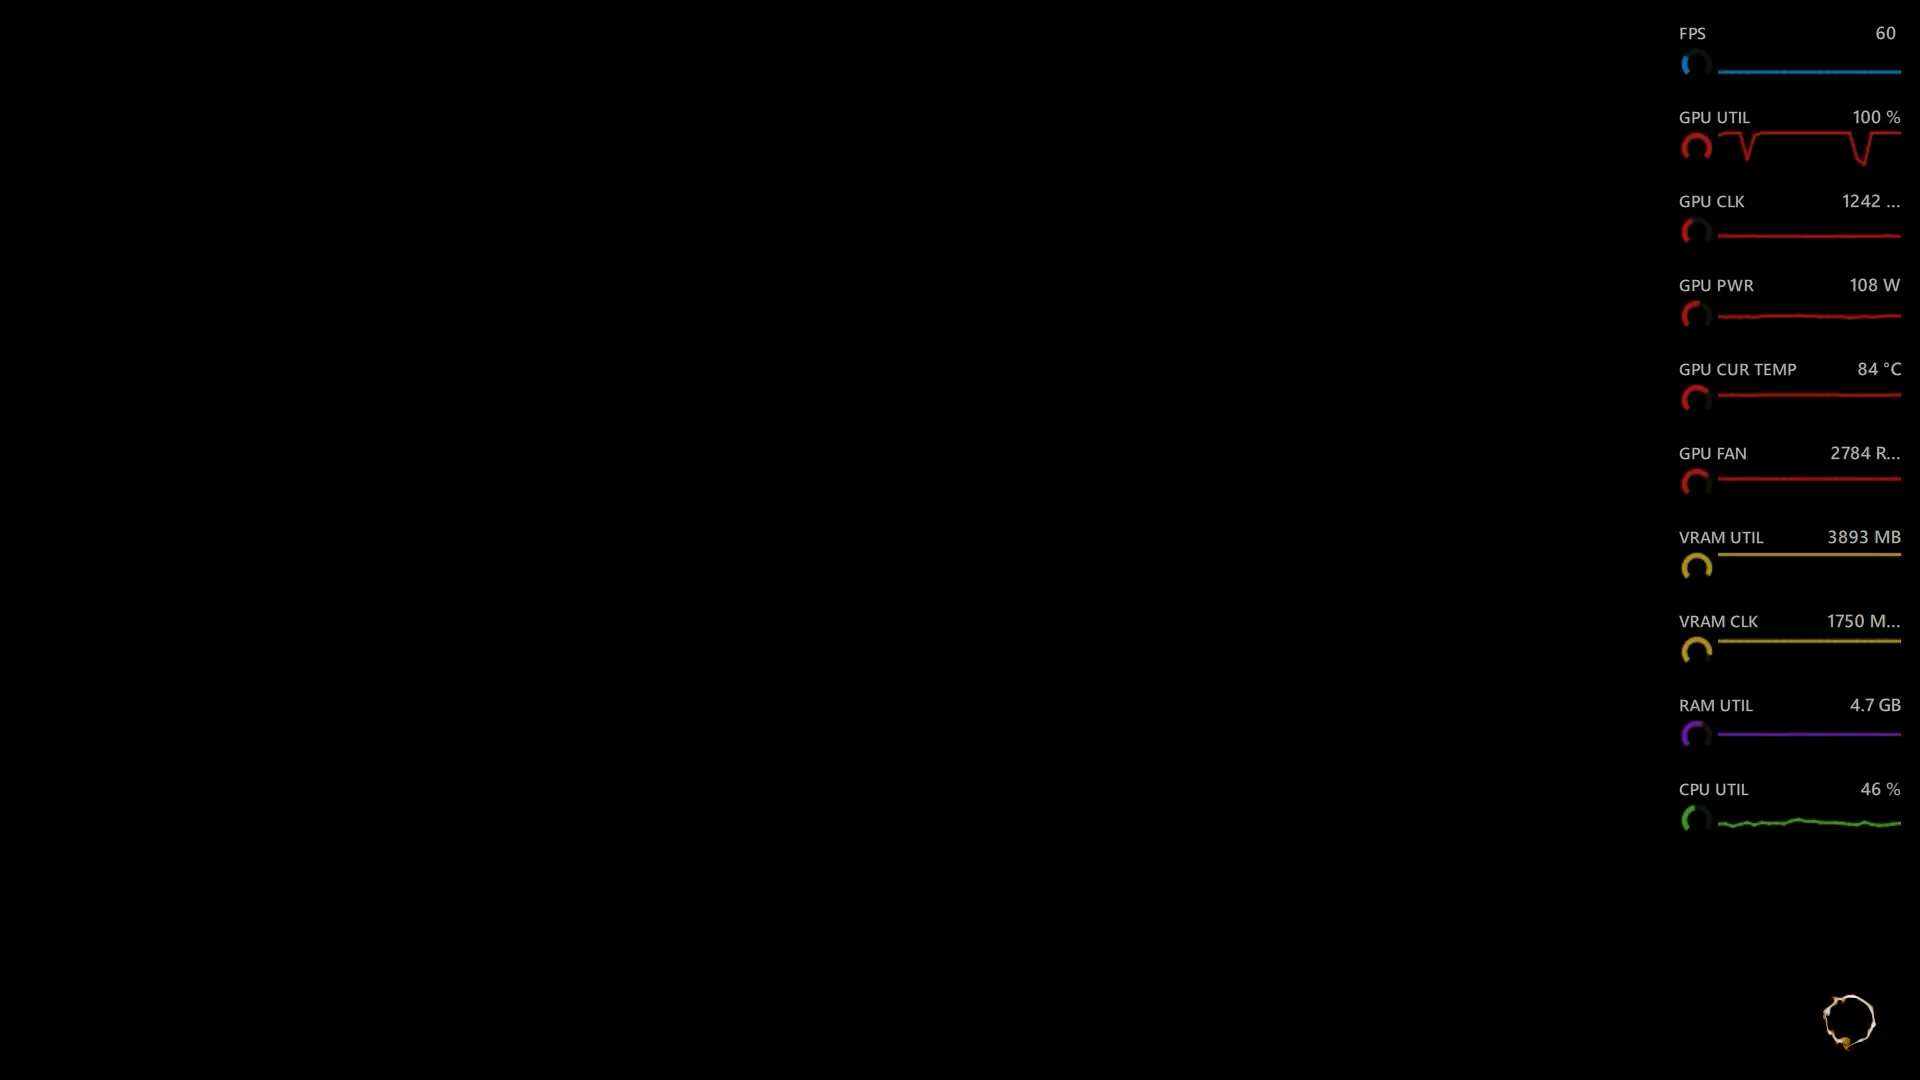 FPS 60
GPU UTIL 100 %
GPU CLK 1242 ...
GPU PWR 108 W
GPU CUR TEMP 84 °C
GPU FAN 2784 R...
VRAM UTIL 3893 MB
VRAM CLK 1750 M...
RAM UTIL 4.7 GB
CPU UTIL 46 %